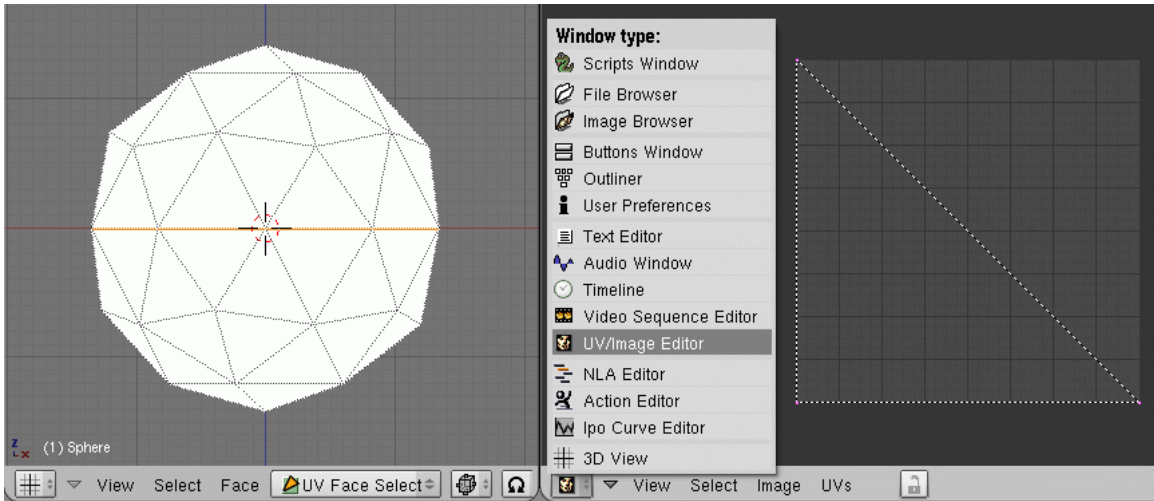 Window type:
Scripts Window
File Browser
Image Browser
Buttons Window
Outliner
User Preferences
Text Editor
Audio Window
Timeline
Video Sequence Editor
UV/Image Editor
NLA Editor
Action Editor
Ipo Curve Editor
3D View
z
x
(1) Sphere
View Select Face UV Face Select
View Select Image UVs